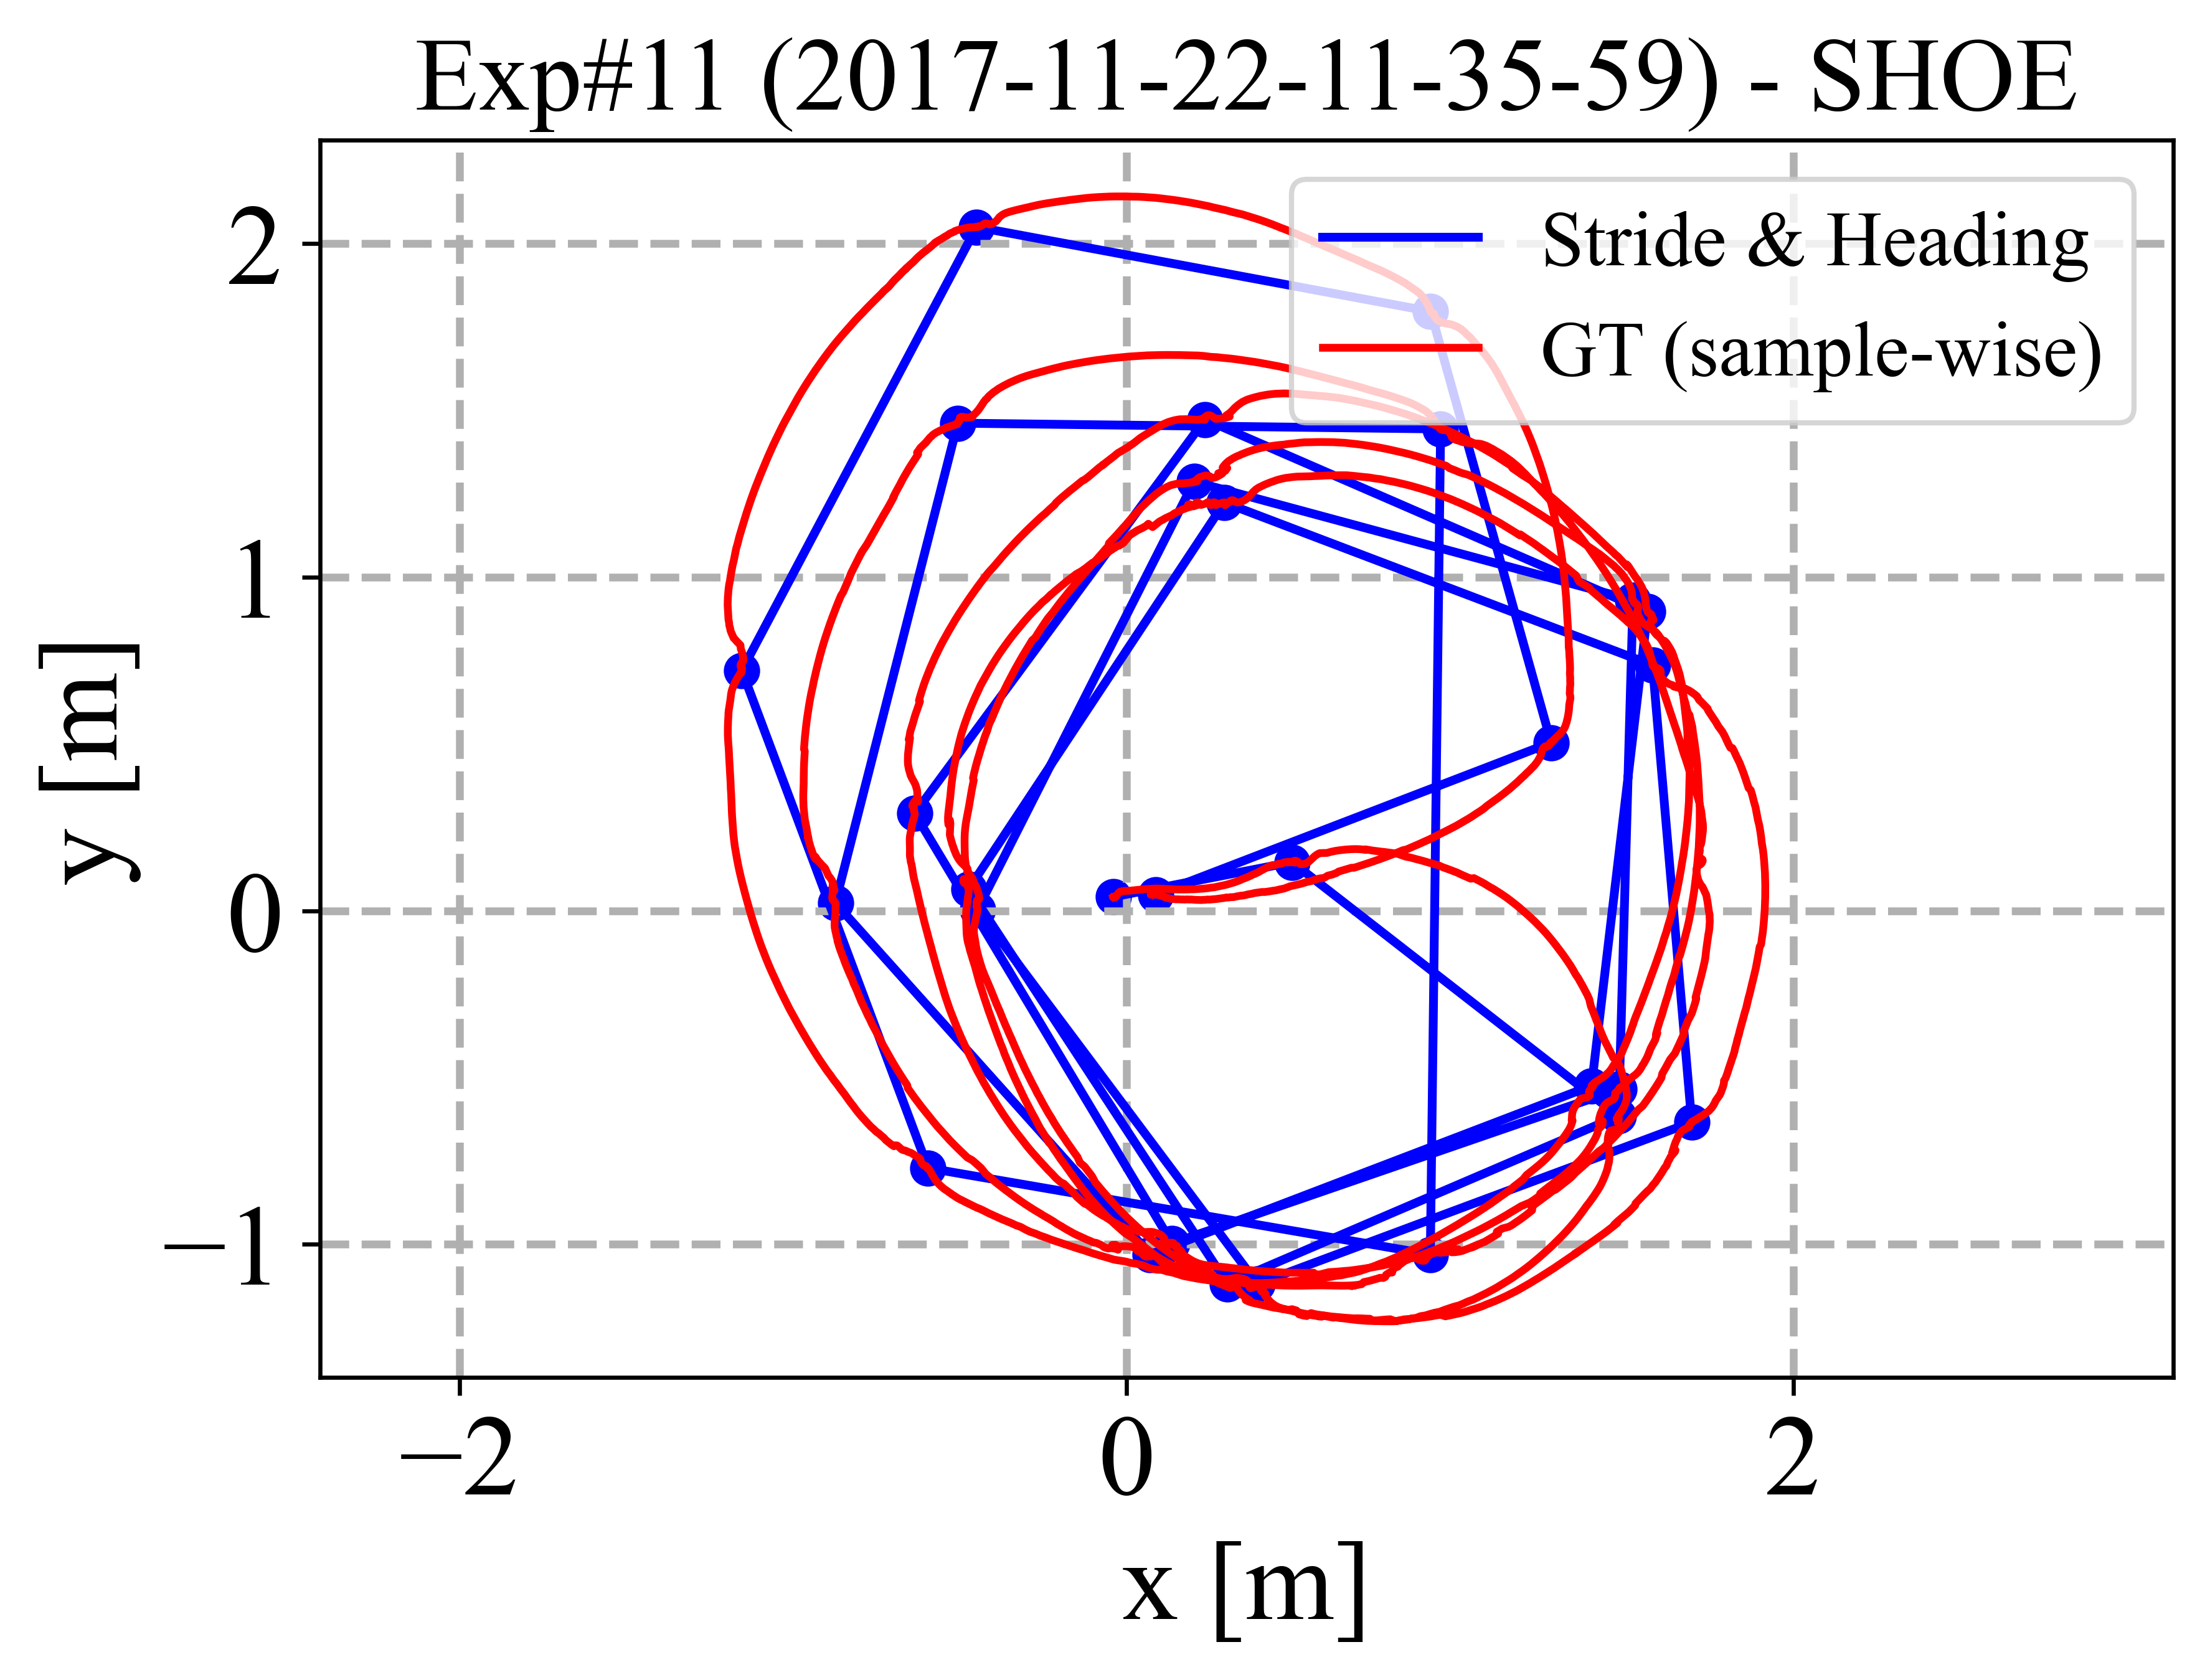 Exp#11 (2017-11-22-11-35-59) - SHOE
Stride & Heading
GT (sample-wise)
y [m]
2
1
0
−1
−2
0
2
x [m]